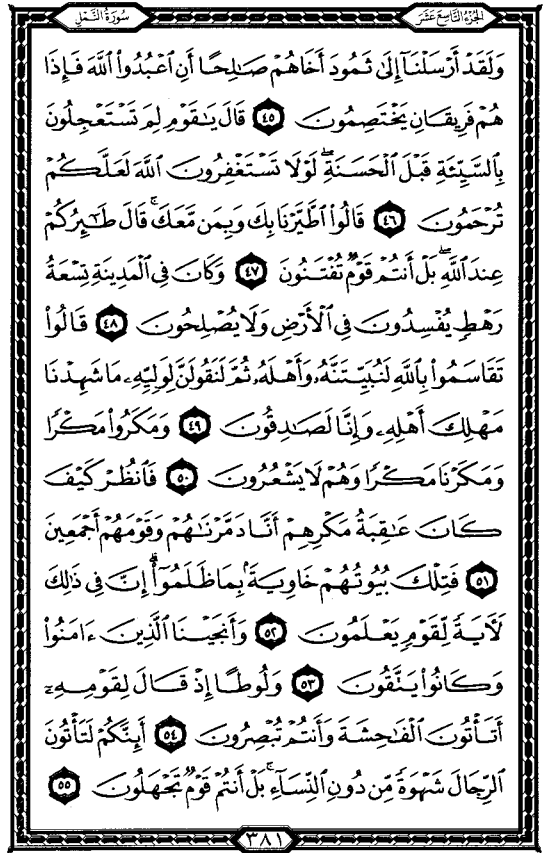 الجزء التاسع عشر
سورة النمل
وَلَقَدْ أَرْسَلْنَآ إِلَىٰ ثَمُودَ أَخَاهُمْ صَـٰلِحًا أَنِ ٱعْبُدُوا۟ ٱللَّهَ فَإِذَا
هُمْ فَرِيقَانِ يَخْتَصِمُونَ ٤٥ قَالَ يَـٰقَوْمِ لِمَ تَسْتَعْجِلُونَ
بِٱلسَّيِّئَةِ قَبْلَ ٱلْحَسَنَةِ ۖ لَوْلَا تَسْتَغْفِرُونَ ٱللَّهَ لَعَلَّكُمْ
تُرْحَمُونَ ٤٦ قَالُوا۟ ٱطَّيَّرْنَا بِكَ وَبِمَن مَّعَكَ ۚ قَالَ طَـٰٓئِرُكُمْ
عِندَ ٱللَّهِ ۖ بَلْ أَنتُمْ قَوْمٌ تُفْتَنُونَ ٤٧ وَكَانَ فِى ٱلْمَدِينَةِ تِسْعَةُ
رَهْطٍ يُفْسِدُونَ فِى ٱلْأَرْضِ وَلَا يُصْلِحُونَ ٤٨ قَالُوا۟
تَقَاسَمُوا۟ بِٱللَّهِ لَنُبَيِّتَنَّهُۥ وَأَهْلَهُۥ ثُمَّ لَنَقُولَنَّ لِوَلِيِّهِۦ مَا شَهِدْنَا
مَهْلِكَ أَهْلِهِۦ وَإِنَّا لَصَـٰدِقُونَ ٤٩ وَمَكَرُوا۟ مَكْرًا
وَمَكَرْنَا مَكْرًا وَهُمْ لَا يَشْعُرُونَ ٥٠ فَٱنظُرْ كَيْفَ
كَانَ عَـٰقِبَةُ مَكْرِهِمْ أَنَّا دَمَّرْنَـٰهُمْ وَقَوْمَهُمْ أَجْمَعِينَ
٥١ فَتِلْكَ بُيُوتُهُمْ خَاوِيَةًۢ بِمَا ظَلَمُوٓا۟ ۗ إِنَّ فِى ذَٰلِكَ
لَـَٔايَةً لِّقَوْمٍ يَعْلَمُونَ ٥٢ وَأَنجَيْنَا ٱلَّذِينَ ءَامَنُوا۟
وَكَانُوا۟ يَتَّقُونَ ٥٣ وَلُوطًا إِذْ قَالَ لِقَوْمِهِۦٓ
أَتَأْتُونَ ٱلْفَـٰحِشَةَ وَأَنتُمْ تُبْصِرُونَ ٥٤ أَئِنَّكُمْ لَتَأْتُونَ
ٱلرِّجَالَ شَهْوَةً مِّن دُونِ ٱلنِّسَآءِ ۚ بَلْ أَنتُمْ قَوْمٌ تَجْهَلُونَ ٥٥
٣٨١